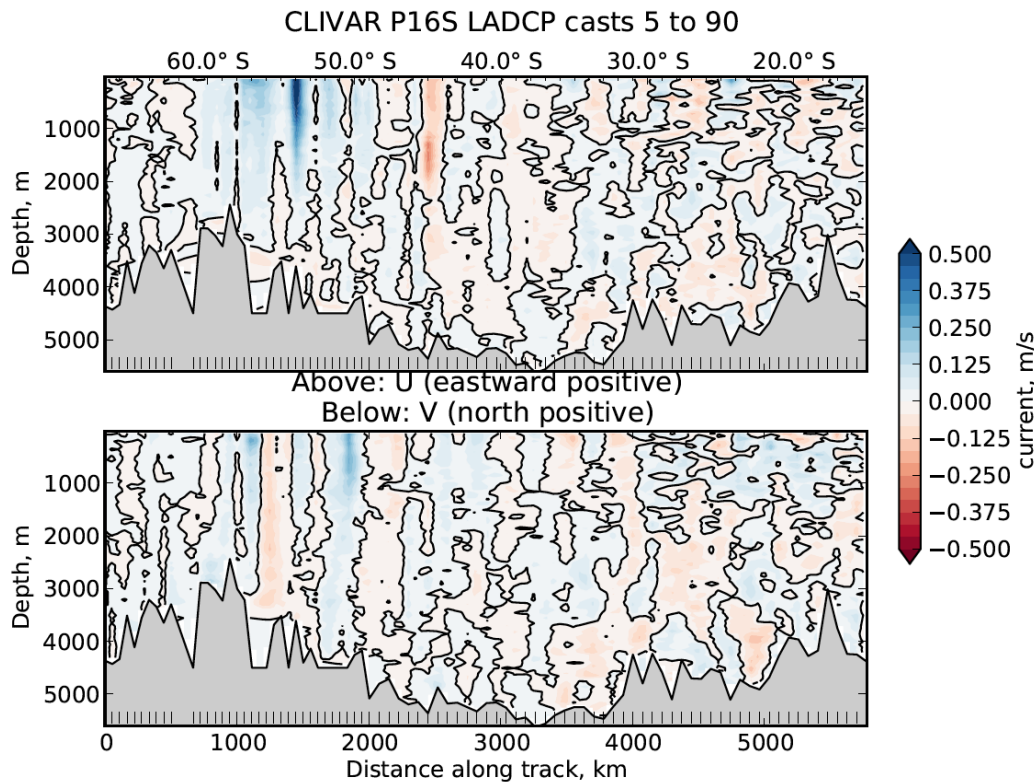 CLIVAR P16S LADCP casts 5 to 90
60.0° S 50.0° S 40.0° S 30.0° S 20.0° S
Depth, m
1000
2000
3000
4000
5000
Above: U (eastward positive)
Below: V (north positive)
Depth, m
1000
2000
3000
4000
5000
0 1000 2000 3000 4000 5000
Distance along track, km
0.500
0.375
0.250
0.125
0.000
−0.125
−0.250
−0.375
−0.500
current, m/s